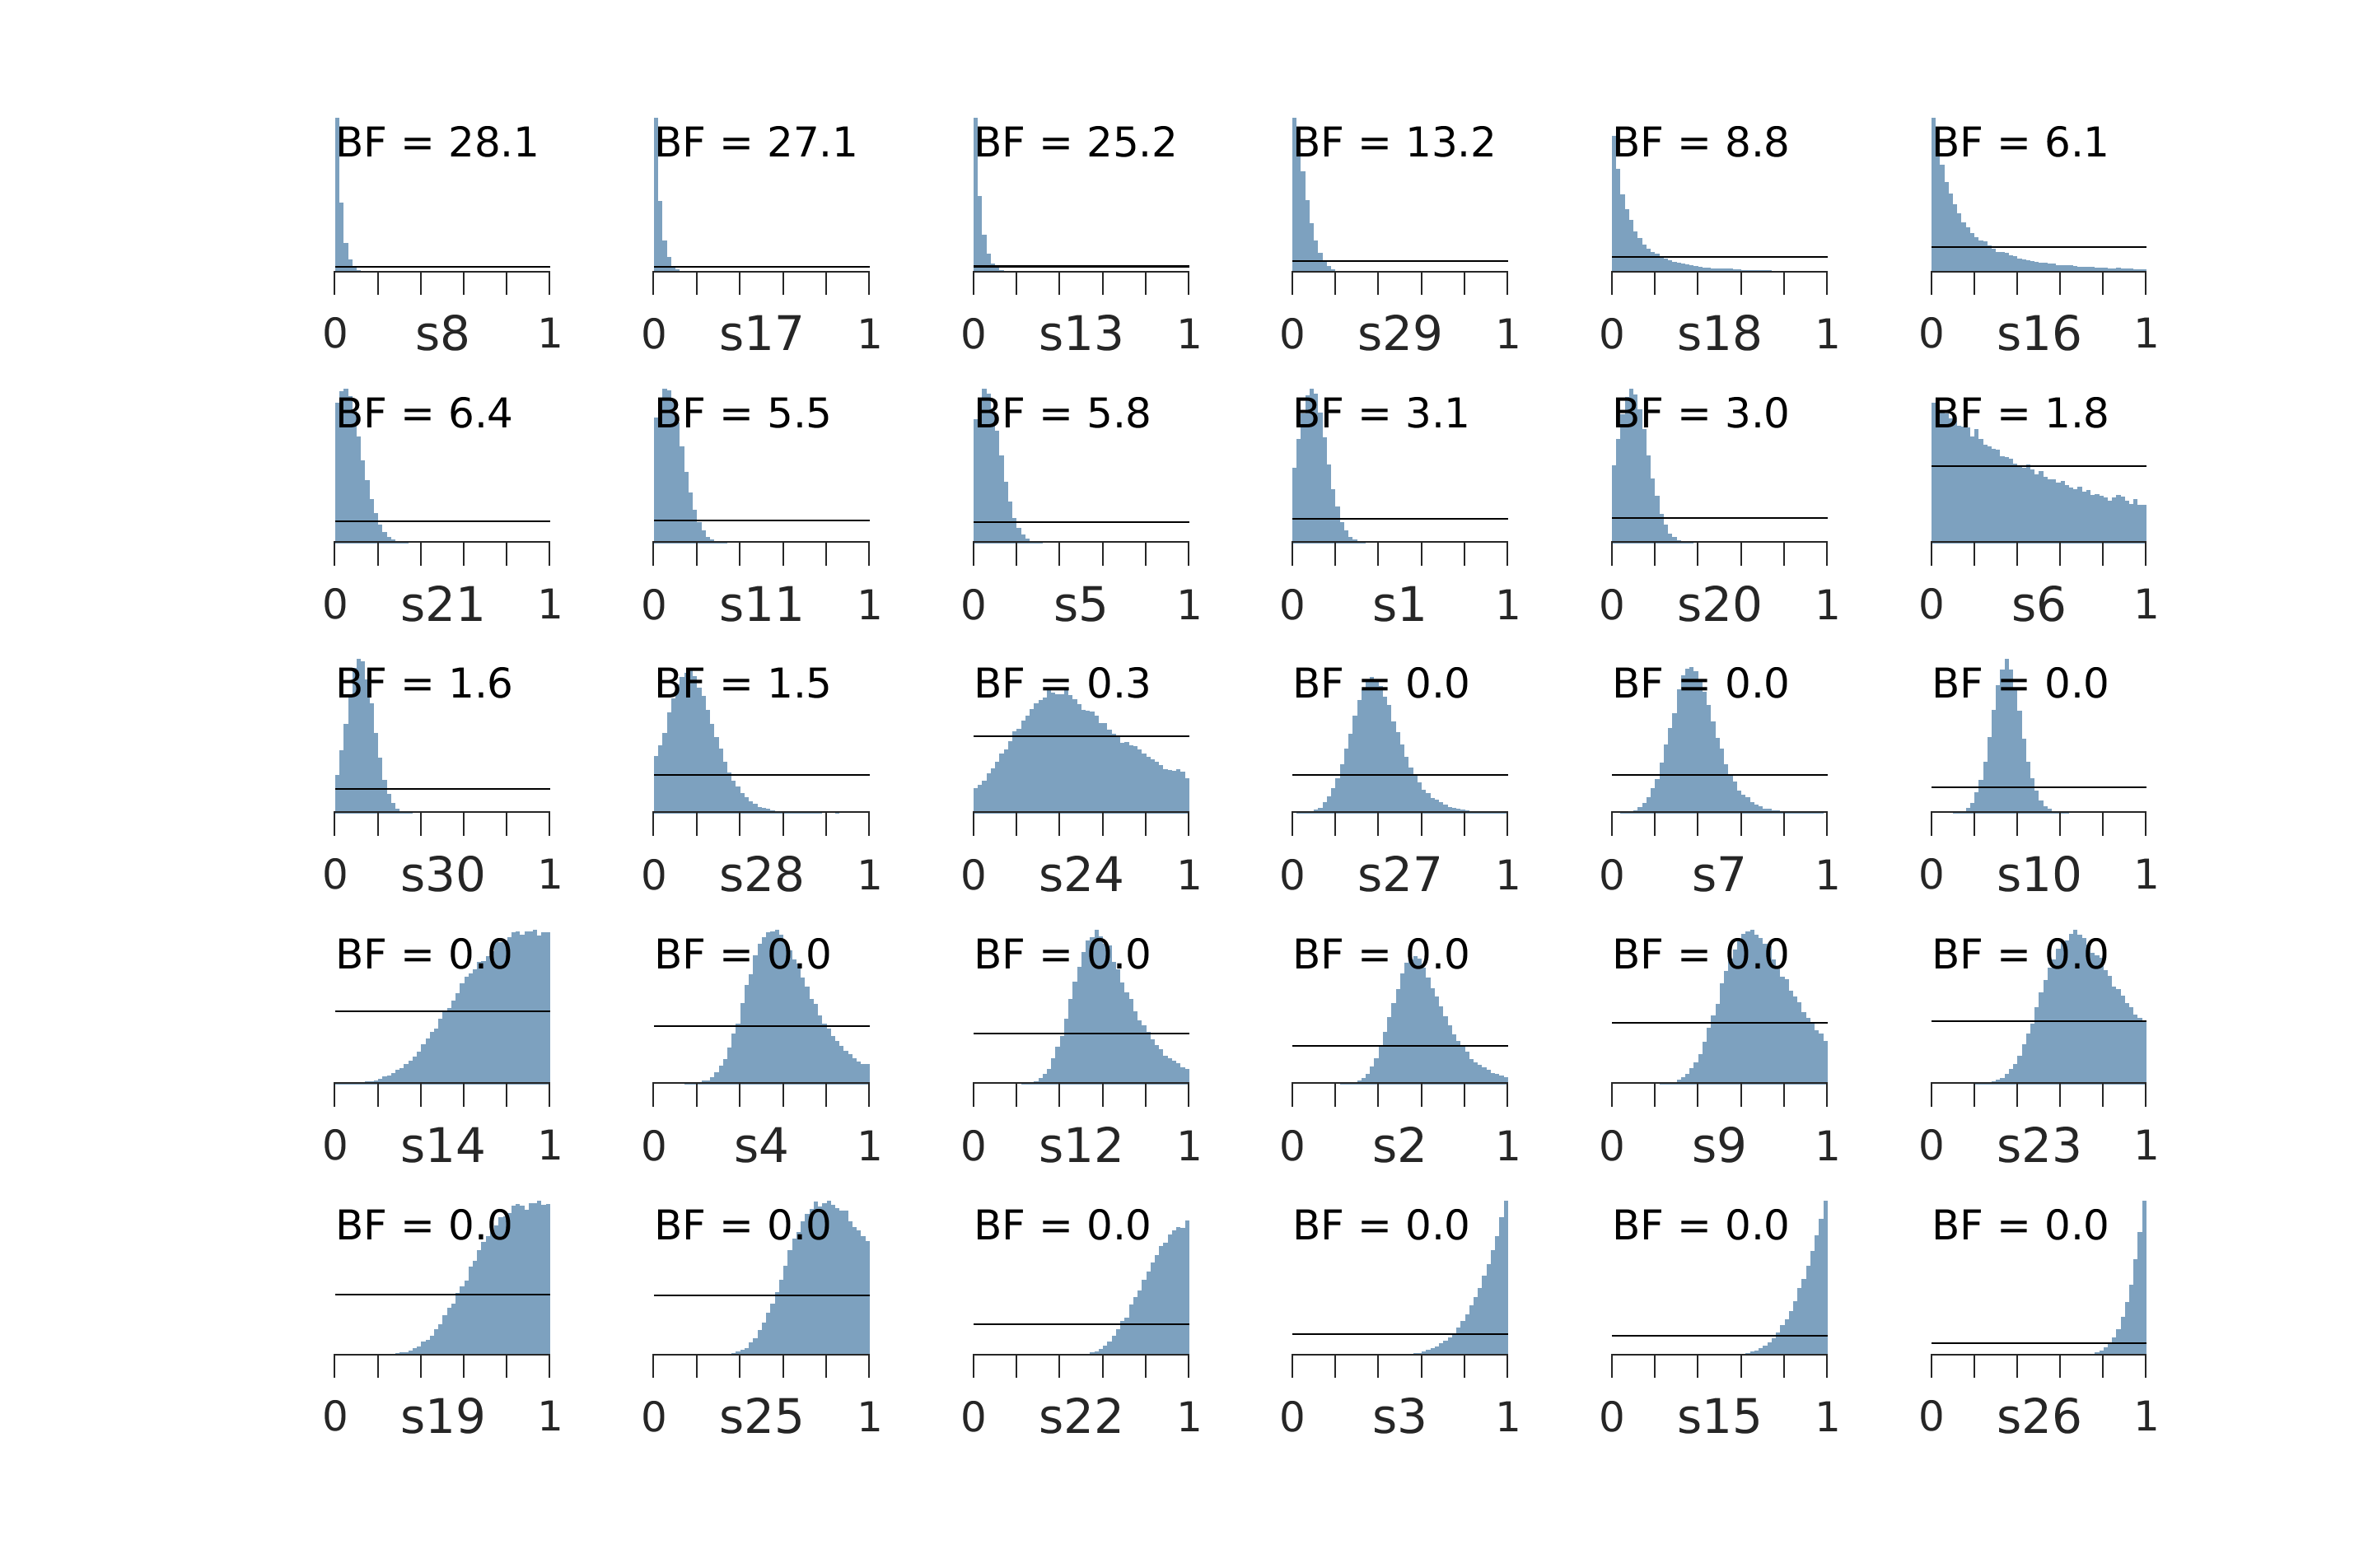 BF = 28.1 BF = 27.1 BF = 25.2 BF = 13.2 BF = 8.8 BF = 6.1
0 s8 1 0 s17 1 0 s13 1 0 s29 1 0 s18 1 0 s16 1
BF = 6.4 BF = 5.5 BF = 5.8 BF = 3.1 BF = 3.0 BF = 1.8
0 s21 1 0 s11 1 0 s5 1 0 s1 1 0 s20 1 0 s6 1
BF = 1.6 BF = 1.5 BF = 0.3 BF = 0.0 BF = 0.0 BF = 0.0
0 s30 1 0 s28 1 0 s24 1 0 s27 1 0 s7 1 0 s10 1
BF = 0.0 BF = 0.0 BF = 0.0 BF = 0.0 BF = 0.0 BF = 0.0
0 s14 1 0 s4 1 0 s12 1 0 s2 1 0 s9 1 0 s23 1
BF = 0.0 BF = 0.0 BF = 0.0 BF = 0.0 BF = 0.0 BF = 0.0
0 s19 1 0 s25 1 0 s22 1 0 s3 1 0 s15 1 0 s26 1